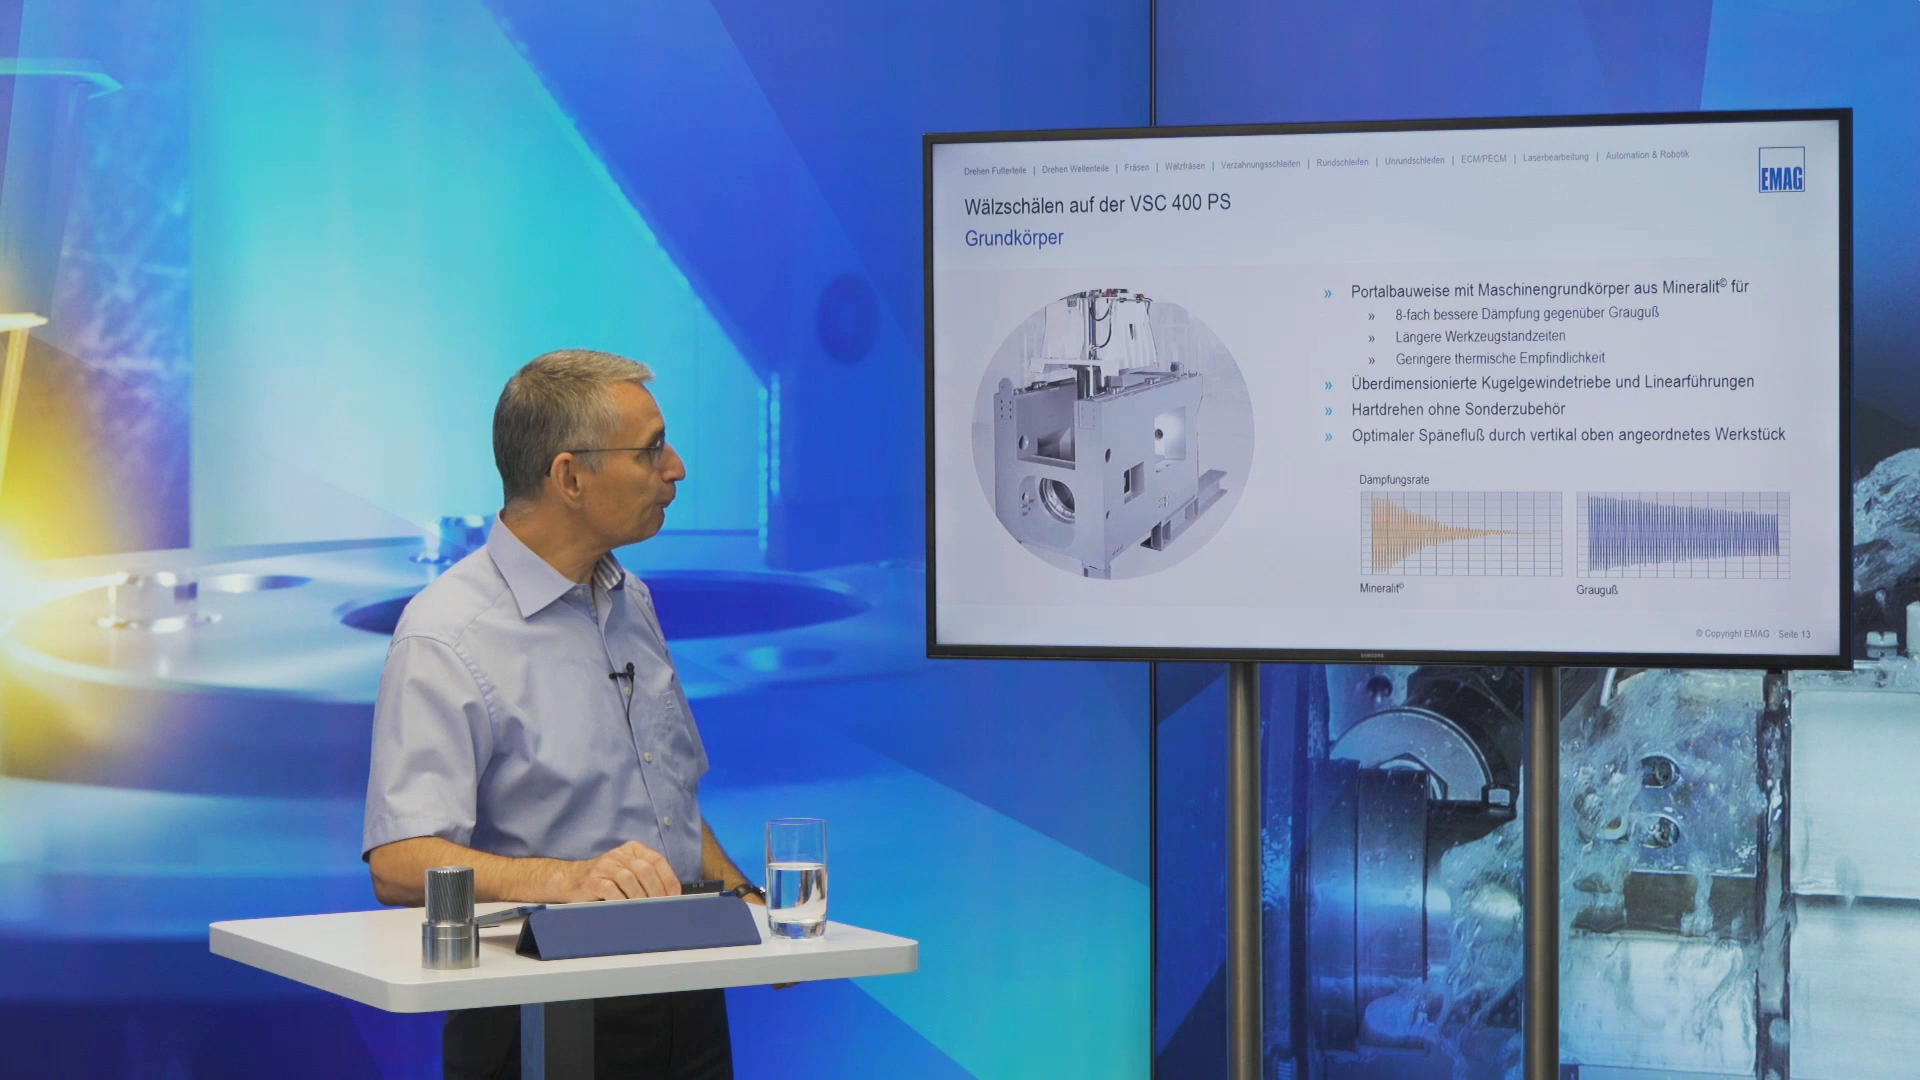 Drehen Futterteile | Drehen Wellenteile | Fräsen | Wälzfräsen | Verzahnungsschleifen | Rundschleifen | Unrundschleifen | ECM/PECM | Laserbearbeitung | Automation & Robotik
EMAG
Wälzschälen auf der VSC 400 PS
Grundkörper
» Portalbauweise mit Maschinengrundkörper aus Mineralit© für
» 8-fach bessere Dämpfung gegenüber Grauguß
» Längere Werkzeugstandzeiten
» Geringere thermische Empfindlichkeit
» Überdimensionierte Kugelgewindetriebe und Linearführungen
» Hartdrehen ohne Sonderzubehör
» Optimaler Spänefluß durch vertikal oben angeordnetes Werkstück
Dämpfungsrate
Mineralit©
Grauguß
© Copyright EMAG · Seite 13
SAMSUNG